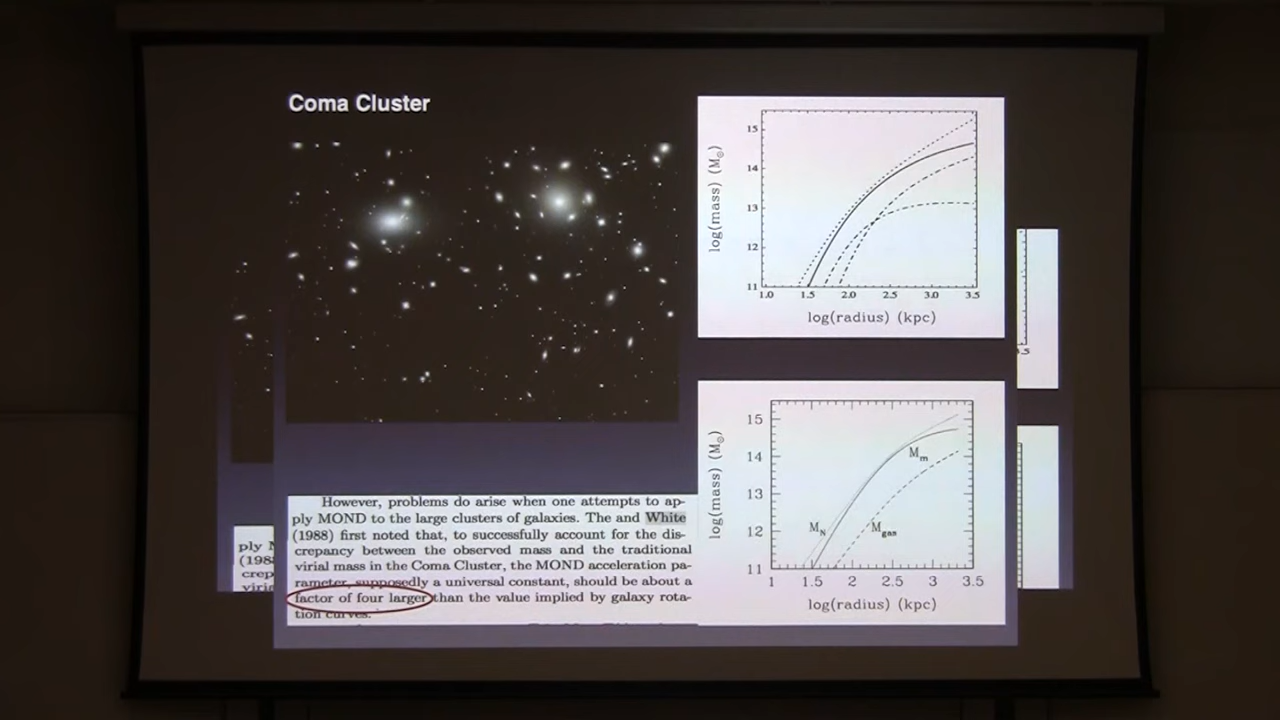 Coma Cluster
15
14
13
12
11
1.0 1.5 2.0 2.5 3.0 3.5
log(mass) (M⊙)
log(radius) (kpc)
15
14
13
12
11
1 1.5 2 2.5 3 3.5
log(mass) (M⊙)
log(radius) (kpc)
Mm
MN
Mgas
However, problems do arise when one attempts to ap-
ply MOND to the large clusters of galaxies. The and White
(1988) first noted that, to successfully account for the dis-
crepancy between the observed mass and the traditional
virial mass in the Coma Cluster, the MOND acceleration pa-
rameter, supposedly a universal constant, should be about a
factor of four larger than the value implied by galaxy rota-
tion curves.
(198
crep